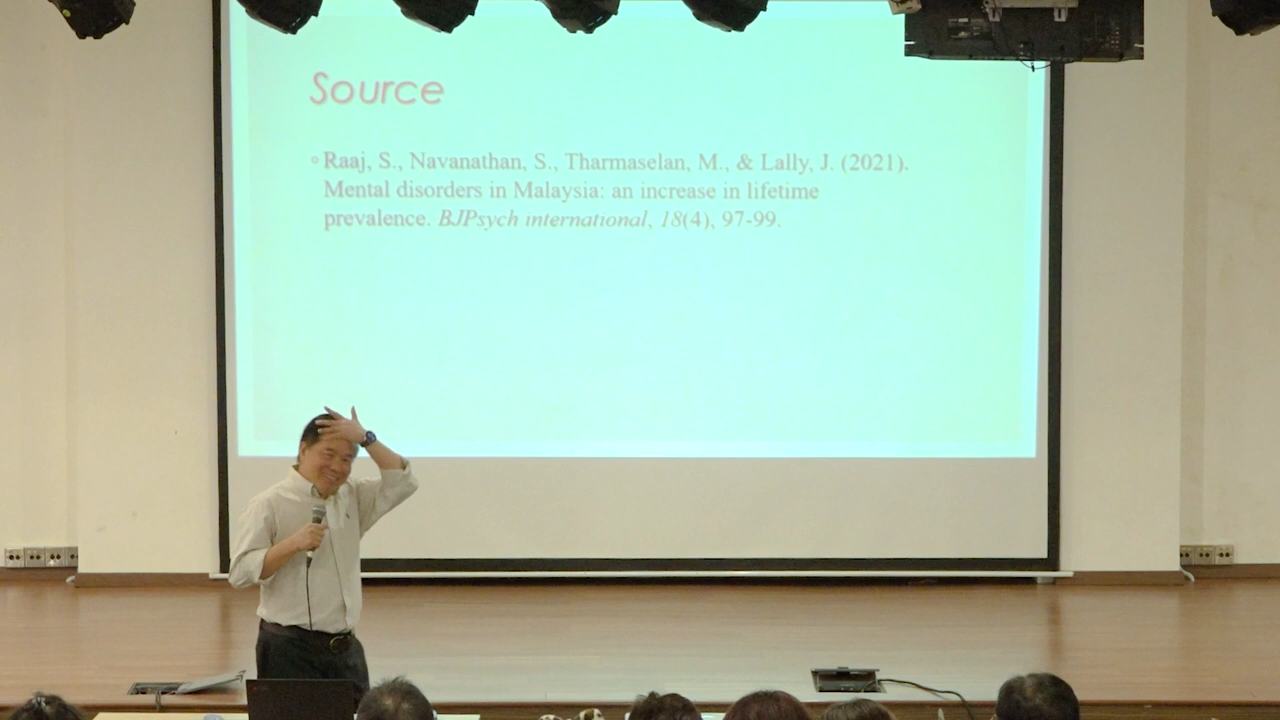 Source
Raaj, S., Navanathan, S., Tharmaselan, M., & Lally, J. (2021).
Mental disorders in Malaysia: an increase in lifetime
prevalence. BJPsych international, 18(4), 97-99.